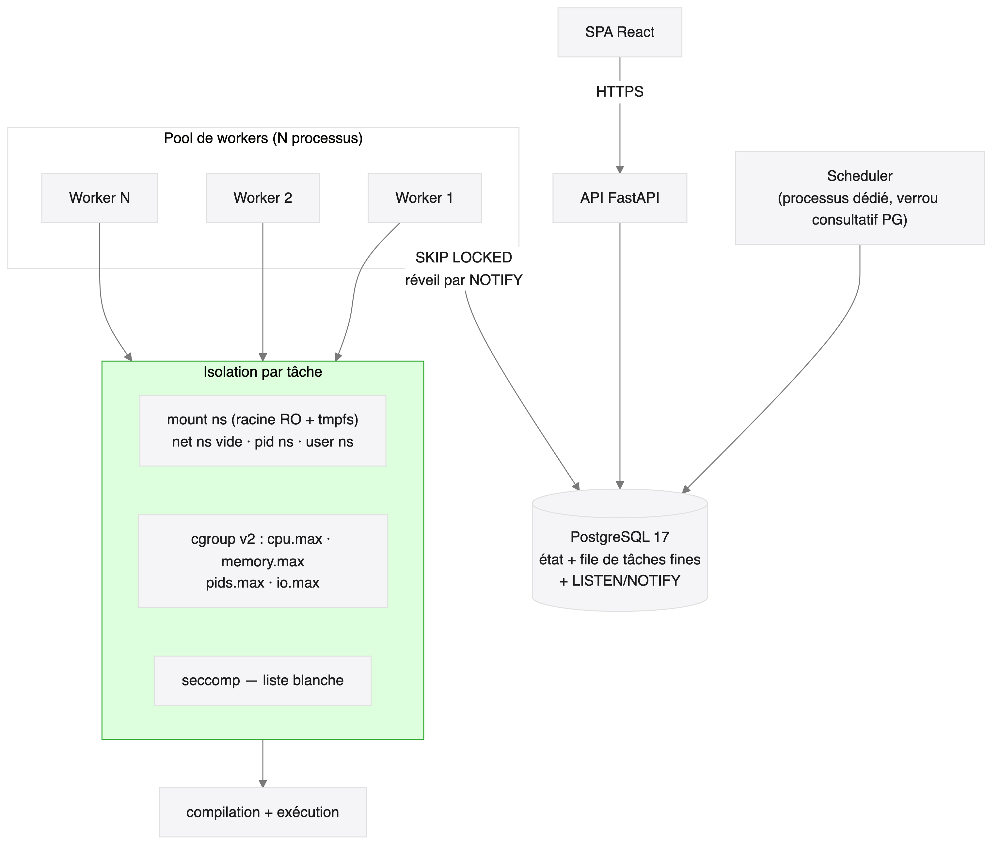 SPA React
HTTPS
Pool de workers (N processus)
Worker N
Worker 2
Worker 1
API FastAPI
Scheduler
(processus dédié, verrou
consultatif PG)
SKIP LOCKED
réveil par NOTIFY
Isolation par tâche
mount ns (racine RO + tmpfs)
net ns vide · pid ns · user ns
cgroup v2 : cpu.max ·
memory.max
pids.max · io.max
seccomp — liste blanche
PostgreSQL 17
état + file de tâches fines
+ LISTEN/NOTIFY
compilation + exécution